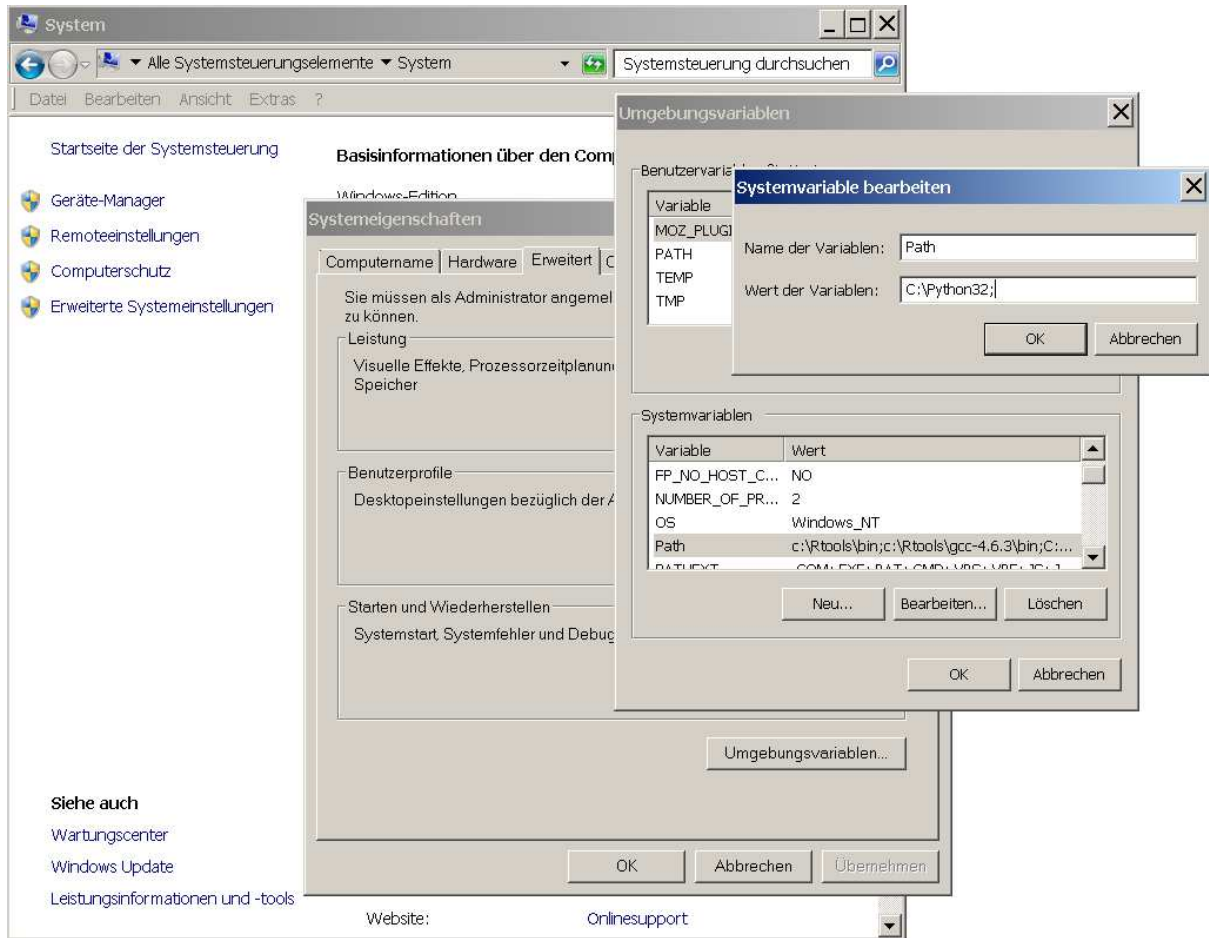 System
Alle Systemsteuerungselemente System
Systemsteuerung durchsuchen
Datei Bearbeiten Ansicht Extras ?
Startseite der Systemsteuerung
Geräte-Manager
Remoteeinstellungen
Computerschutz
Erweiterte Systemeinstellungen
Siehe auch
Wartungscenter
Windows Update
Leistungsinformationen und -tools
Basisinformationen über den
Windows-Edition
Website: Onlinesupport
Systemeigenschaften
Computername Hardware Erweitert
Sie müssen als Administrator
zu können.
Leistung
Visuelle Effekte,
Speicher
Benutzerprofile
Desktopeinstellungen bezüglich der
Starten und Wiederherstellen
Systemstart, Systemfehler und
Umgebungsvariablen...
OK Abbrechen Übernehmen
Umgebungsvariablen
Variable
MOZ_PLUGI
PATH
TEMP
TMP
Systemvariablen
Variable Wert
FP_NO_HOST_C... NO
NUMBER_OF_PR... 2
OS Windows_NT
Path c:\Rtools\bin;c:\Rtools\gcc-4.6.3\bin;C:...
Neu... Bearbeiten... Löschen
OK Abbrechen
Systemvariable bearbeiten
Name der Variablen: Path
Wert der Variablen: C:\Python32;
OK Abbrechen